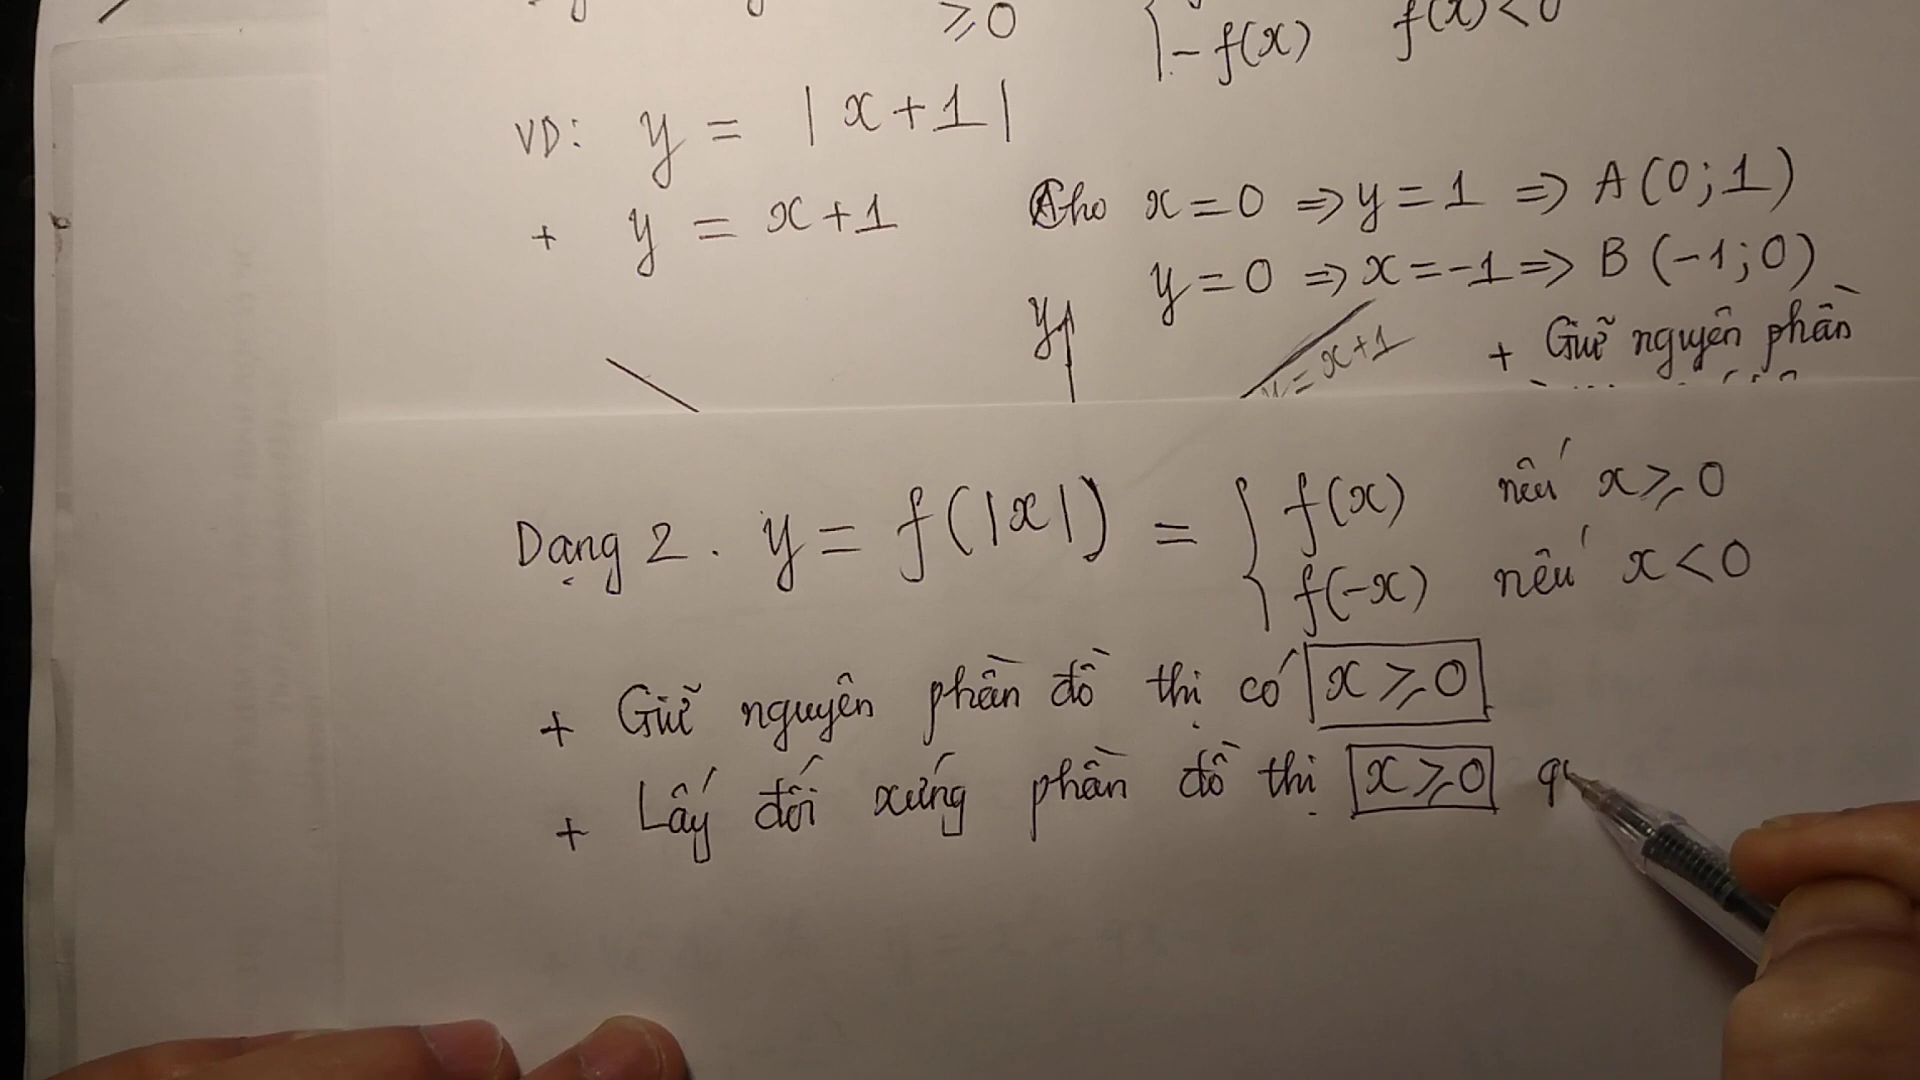 ≥0
-f(x) f(x)<0
VD: y = |x+1|
+ y = x+1
Cho x=0 ⇒ y=1 ⇒ A(0;1)
y=0 ⇒ x=-1 ⇒ B(-1;0)
y
y=x+1
+ Giữ nguyên phần
Dạng 2. y = f(|x|) = { f(x) nếu x≥0
f(-x) nếu x<0
+ Giữ nguyên phần đồ thị có x≥0
+ Lấy đối xứng phần đồ thị x≥0 qu